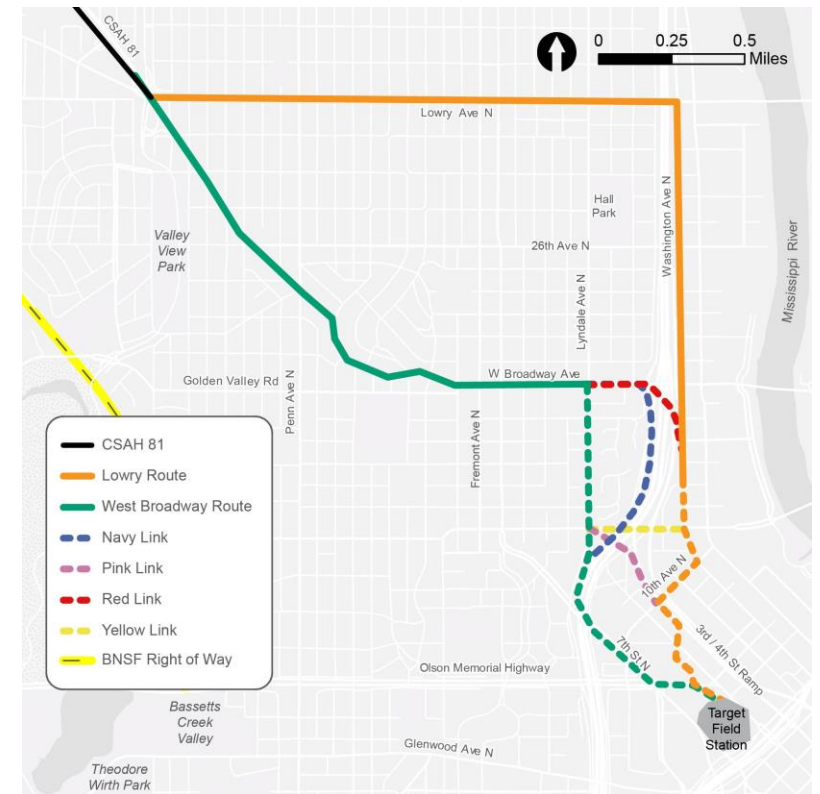 CSAH 81
0 0.25 0.5
Miles
Lowry Ave N
Washington Ave N
Hall
Park
Mississippi River
Valley
View
Park
26th Ave N
Lyndale Ave N
W Broadway Ave
Golden Valley Rd
Penn Ave N
Fremont Ave N
CSAH 81
Lowry Route
West Broadway Route
Navy Link
Pink Link
Red Link
Yellow Link
BNSF Right of Way
10th Ave N
3rd / 4th St Ramp
7th St N
Olson Memorial Highway
Bassetts
Creek
Valley
Target
Field
Station
Glenwood Ave N
Theodore
Wirth Park